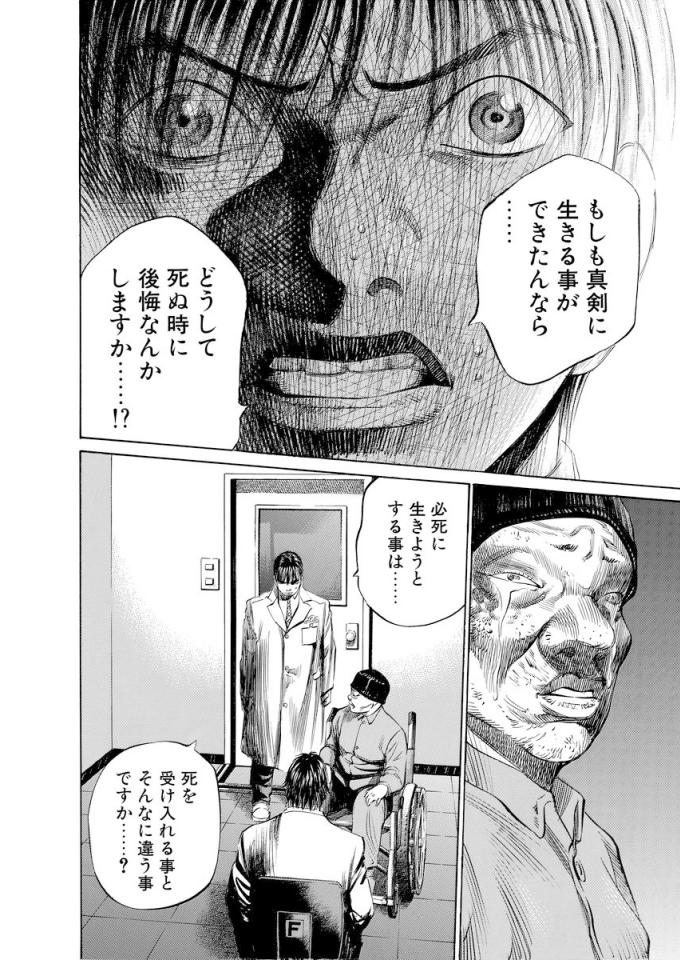 もしも真剣に
生きる事が
できたんなら
……
どうして
死ぬ時に
後悔なんか
しますか……!?
必死に
生きようと
する事は……
死を
受け入れる事と
そんなに違う事
ですか……?
F